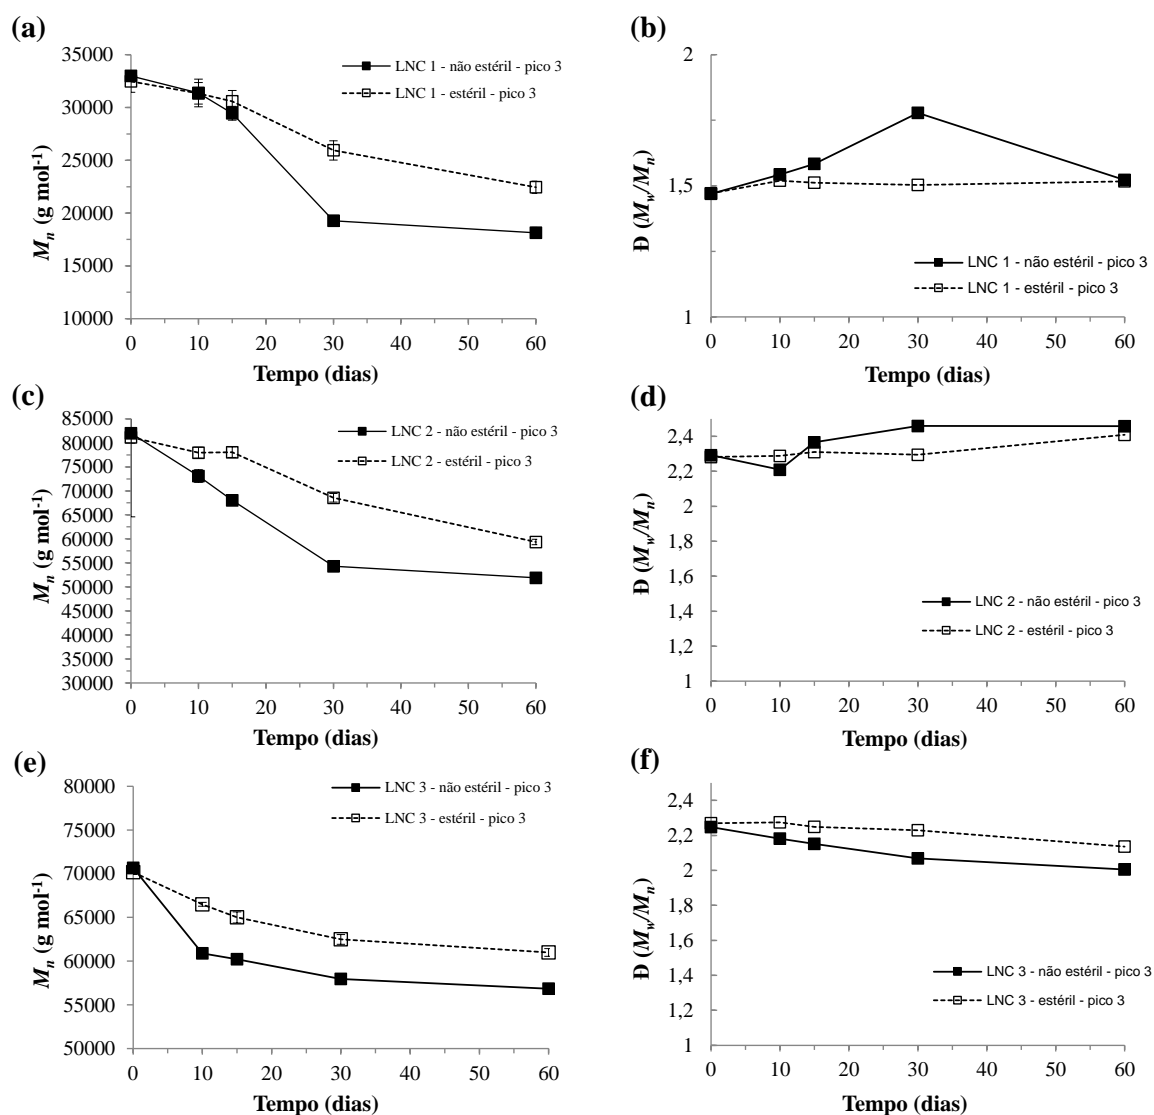 (a)
35000
30000
25000
20000
15000
10000
0 10 20 30 40 50 60
Mn (g mol-1)
Tempo (dias)
LNC 1 - não estéril - pico 3
LNC 1 - estéril - pico 3
(b)
2
1,5
1
0 10 20 30 40 50 60
Đ (Mw/Mn)
Tempo (dias)
LNC 1 - não estéril - pico 3
LNC 1 - estéril - pico 3
(c)
85000
80000
75000
70000
65000
60000
55000
50000
45000
40000
35000
30000
0 10 20 30 40 50 60
Mn (g mol-1)
Tempo (dias)
LNC 2 - não estéril - pico 3
LNC 2 - estéril - pico 3
(d)
2,4
2,2
2
1,8
1,6
1,4
1,2
1
0 10 20 30 40 50 60
Đ (Mw/Mn)
Tempo (dias)
LNC 2 - não estéril - pico 3
LNC 2 - estéril - pico 3
(e)
80000
75000
70000
65000
60000
55000
50000
0 10 20 30 40 50 60
Mn (g mol-1)
Tempo (dias)
LNC 3 - não estéril - pico 3
LNC 3 - estéril - pico 3
(f)
2,4
2,2
2
1,8
1,6
1,4
1,2
1
0 10 20 30 40 50 60
Đ (Mw/Mn)
Tempo (dias)
LNC 3 - não estéril - pico 3
LNC 3 - estéril - pico 3